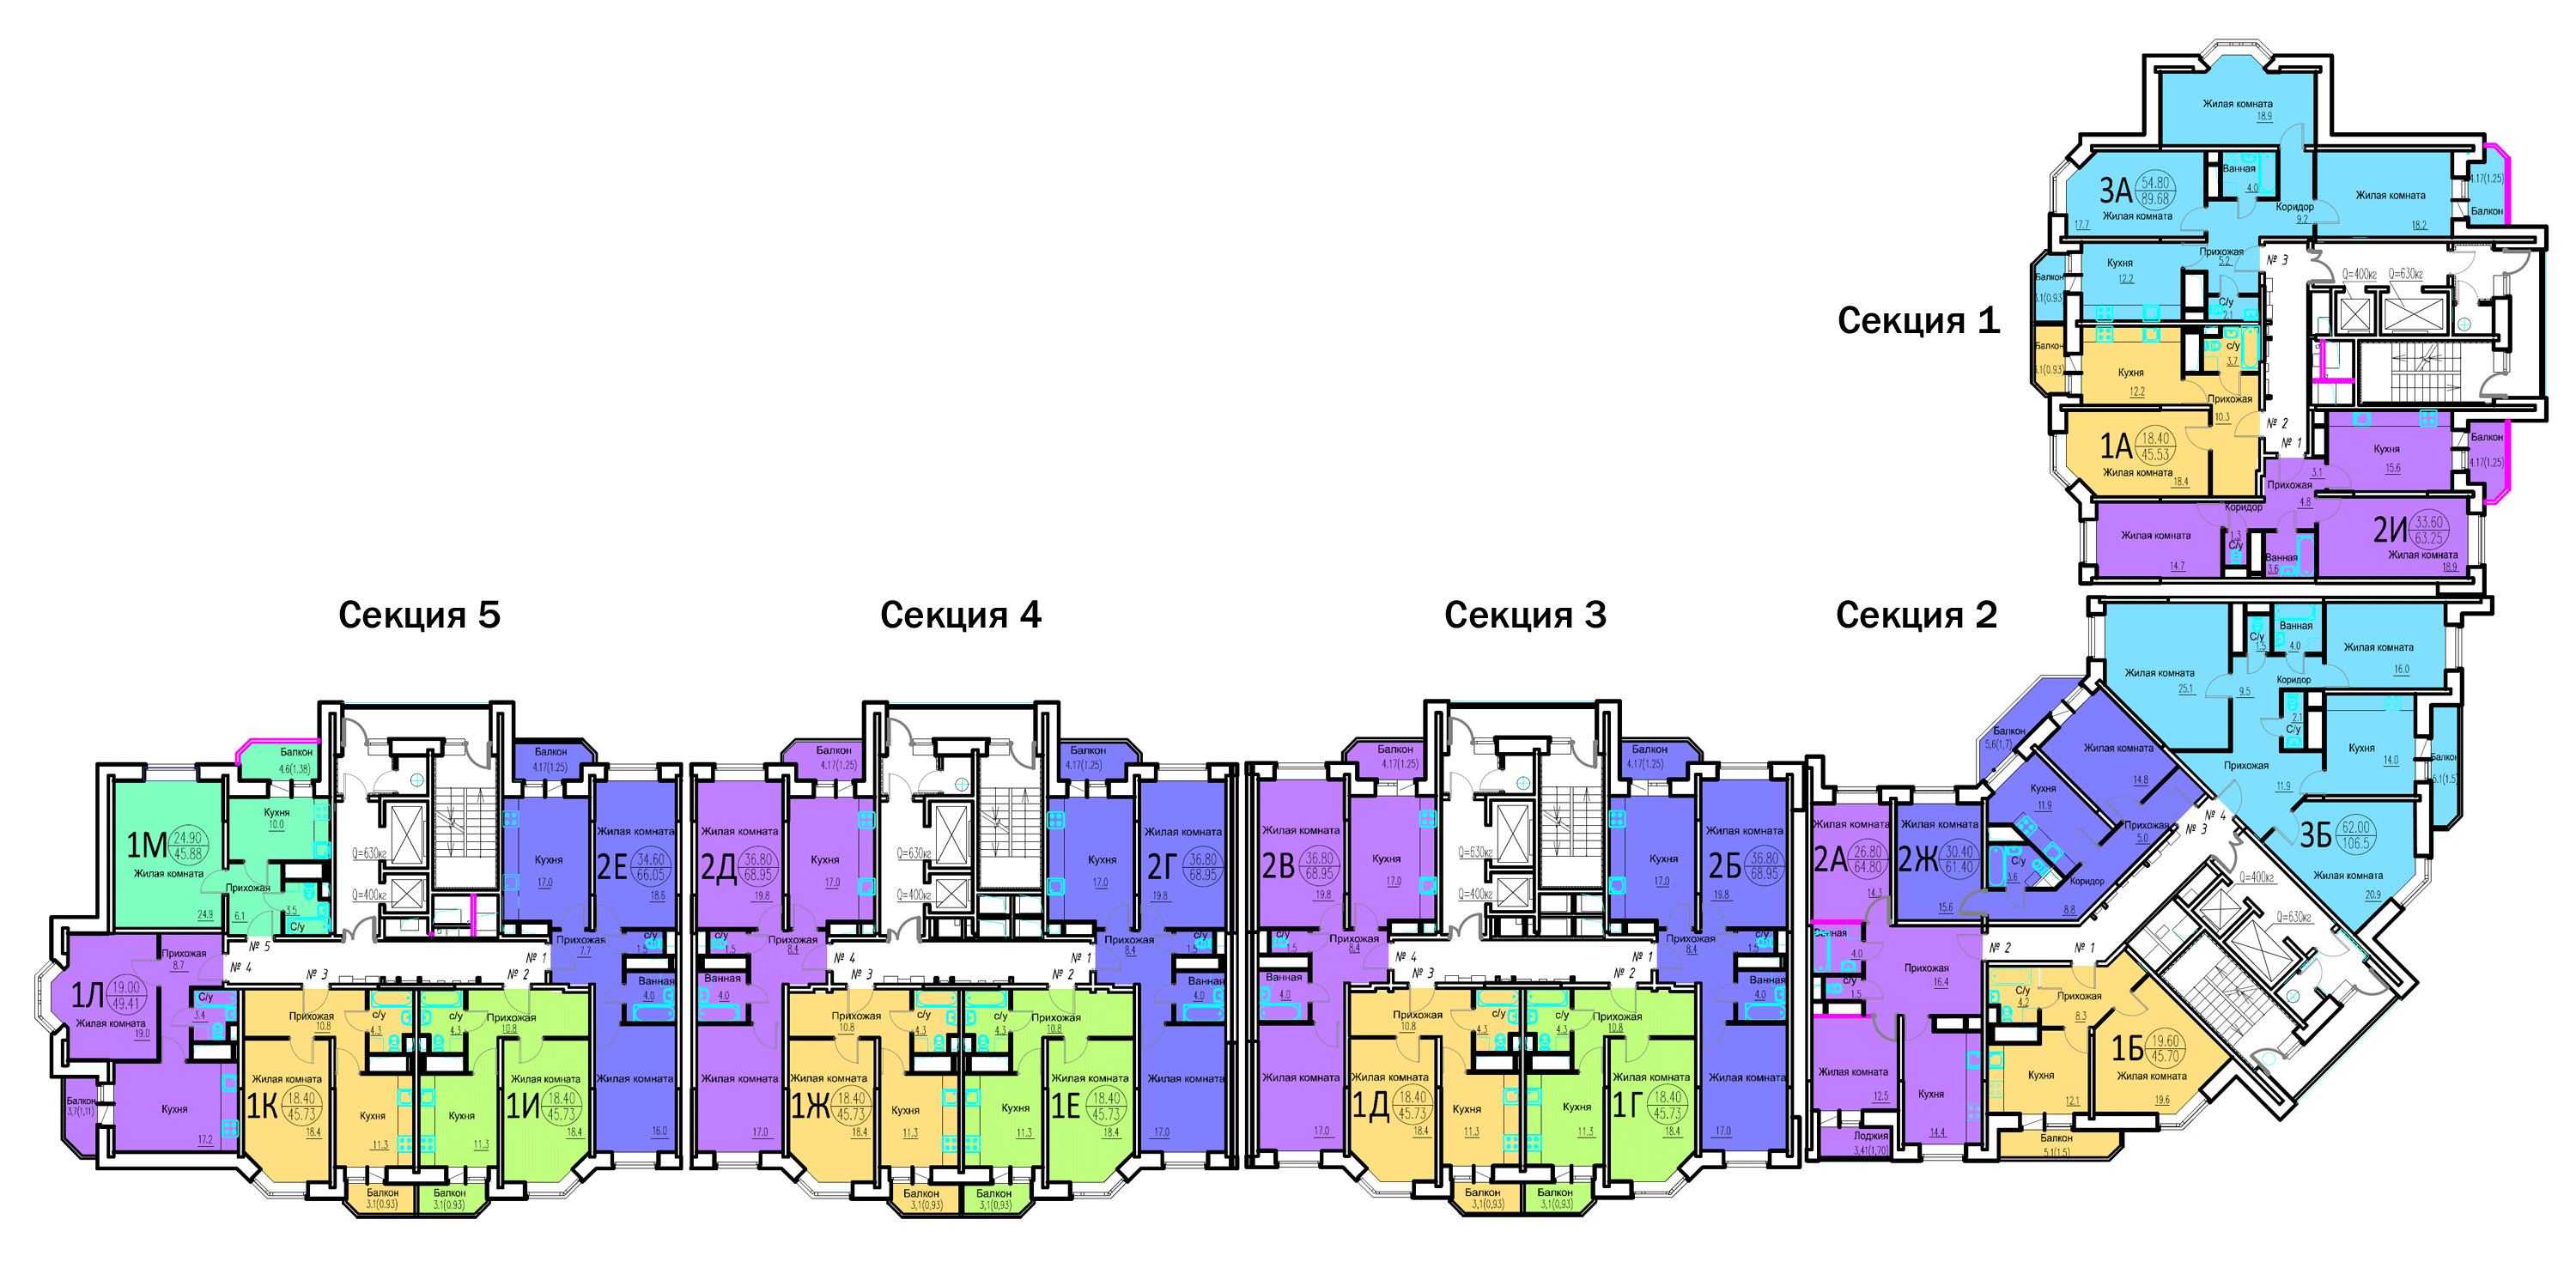 Секция 1
Жилая комната
18.9
3А
54.80
89.68
Жилая комната
17.7
Ванная
4.0
Коридор
9.2
Жилая комната
18.2
4.17(1.25)
Балкон
Прихожая
5.2
Кухня
12.2
Балкон
3.1(0.93)
С/у
2.1
№ 3
Q=400кг
Q=630кг
Балкон
3.1(0.93)
Кухня
12.2
С/у
3.7
Прихожая
10.3
№ 2
№ 1
1А
18.40
45.53
Жилая комната
18.4
Кухня
15.6
Балкон
4.17(1.25)
3.1
Прихожая
4.8
Коридор
Жилая комната
14.7
1.3
С/у
Ванная
3.6
2И
33.60
63.25
Жилая комната
18.9
Секция 5
Секция 4
Секция 3
Секция 2
Балкон
4.6(1.38)
Кухня
10.0
1М
24.90
45.88
Жилая комната
24.9
Прихожая
6.1
3.5
С/у
Q=630кг
Q=400кг
№ 5
№ 4
№ 3
№ 2
№ 1
Прихожая
8.7
1Л
19.00
49.41
Жилая комната
19.0
С/у
3.4
Балкон
3,7(1,11)
Кухня
17.2
Прихожая
10.8
С/у
4.3
1К
18.40
45.73
Жилая комната
18.4
Кухня
11.3
Балкон
3.1(0.93)
С/у
4.3
Прихожая
10.8
1И
18.40
45.73
Жилая комната
18.4
Кухня
11.3
Балкон
3.1(0.93)
Балкон
4.17(1.25)
Кухня
17.0
2Е
34.60
66.05
Жилая комната
18.6
Прихожая
7.7
1.5
Ванная
4.0
Жилая комната
16.0
Балкон
4.17(1.25)
Жилая комната
2Д
36.80
68.95
19.8
Кухня
17.0
С/у
1.5
Прихожая
8.4
Ванная
4.0
Жилая комната
17.0
Q=630кг
Q=400кг
№ 4
№ 3
№ 2
№ 1
Прихожая
10.8
С/у
4.3
1Ж
18.40
45.73
Жилая комната
18.4
Кухня
11.3
Балкон
3,1(0,93)
С/у
4.3
Прихожая
10.8
1Е
18.40
45.73
Жилая комната
18.4
Кухня
11.3
Балкон
3,1(0,93)
Балкон
4.17(1.25)
Кухня
17.0
Жилая комната
2Г
36.80
68.95
19.8
Прихожая
8.4
С/у
1.5
Ванная
4.0
Жилая комната
17.0
Балкон
4.17(1.25)
Жилая комната
2В
36.80
68.95
19.8
Кухня
17.0
С/у
1.5
Прихожая
8.4
Ванная
4.0
Жилая комната
17.0
Q=630кг
Q=400кг
№ 4
№ 3
№ 2
№ 1
Прихожая
10.8
С/у
4.3
1Д
18.40
45.73
Жилая комната
18.4
Кухня
11.3
Балкон
3,1(0,93)
С/у
4.3
Прихожая
10.8
1Г
18.40
45.73
Жилая комната
18.4
Кухня
11.3
Балкон
3,1(0,93)
Балкон
4.17(1.25)
Кухня
17.0
Жилая комната
2Б
36.80
68.95
19.8
Прихожая
8.4
С/у
1.5
Ванная
4.0
Жилая комната
17.0
Жилая комната
25.1
С/у
1.5
Ванная
4.0
Жилая комната
16.0
Коридор
9.5
2.1
С/у
Кухня
14.0
Балкон
Прихожая
11.9
3Б
62.00
106.5
Жилая комната
20.9
№ 4
№ 3
Q=400кг
Q=630кг
Балкон
5,6(1,7)
Жилая комната
14.8
Кухня
11.9
Прихожая
5.0
С/у
3.6
Коридор
8.8
Жилая комната
2Ж
30.40
61.40
15.6
Жилая комната
2А
26.80
64.80
14.3
Ванная
4.0
С/у
1.5
Прихожая
16.4
Жилая комната
12.5
Кухня
14.4
Лоджия
3,41(1,70)
№ 2
№ 1
С/у
4.2
Прихожая
8.3
1Б
19.60
45.70
Жилая комната
19.6
Кухня
12.1
Балкон
5.1(1.5)